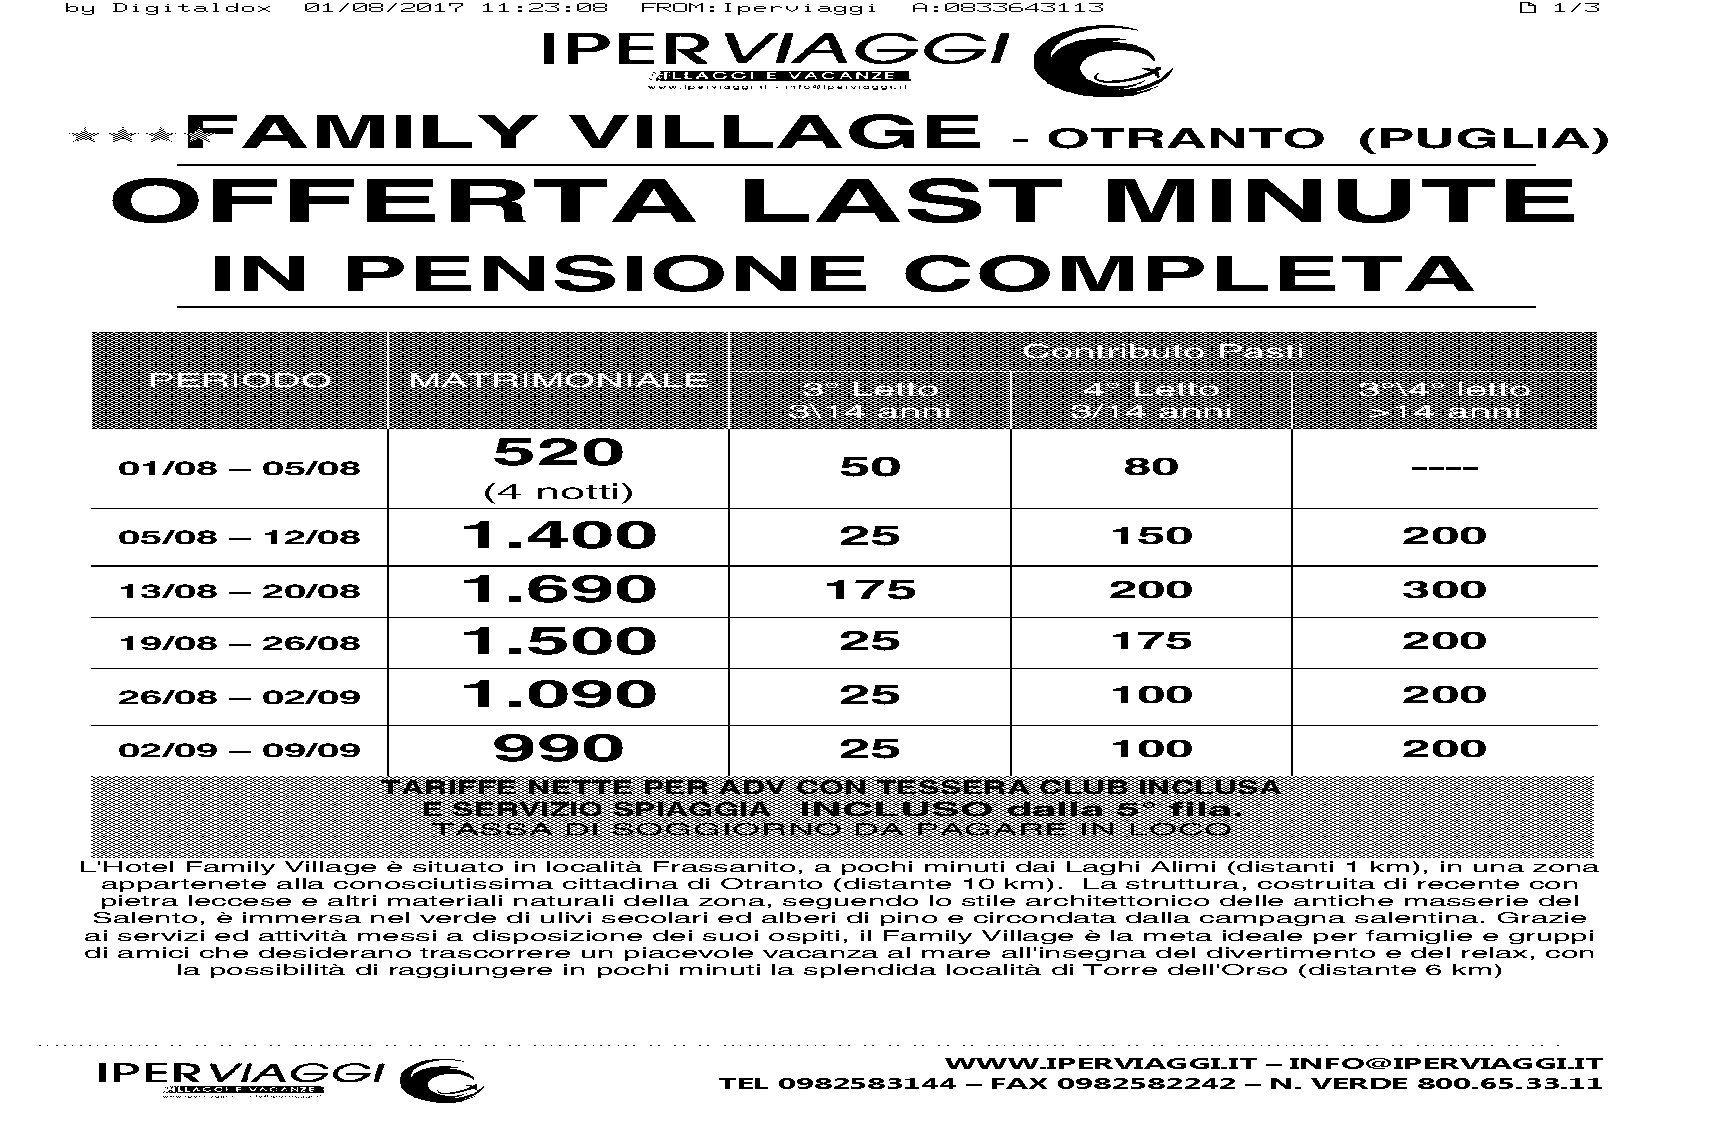 by Digitaldox 01/08/2017 11:23:08 FROM:Iperviaggi A:0833643113 1/3
IPERVIAGGI
VILLAGGI E VACANZE
www.iperviaggi.it - info@iperviaggi.it
FAMILY VILLAGE - OTRANTO (PUGLIA)
OFFERTA LAST MINUTE
IN PENSIONE COMPLETA
PERIODO MATRIMONIALE Contributo Pasti
3° Letto 3\14 anni 4° Letto 3/14 anni 3°\4° letto >14 anni
01/08 – 05/08 520 (4 notti) 50 80 ----
05/08 – 12/08 1.400 25 150 200
13/08 – 20/08 1.690 175 200 300
19/08 – 26/08 1.500 25 175 200
26/08 – 02/09 1.090 25 100 200
02/09 – 09/09 990 25 100 200
TARIFFE NETTE PER ADV CON TESSERA CLUB INCLUSA
E SERVIZIO SPIAGGIA INCLUSO dalla 5° fila.
TASSA DI SOGGIORNO DA PAGARE IN LOCO
L'Hotel Family Village è situato in località Frassanito, a pochi minuti dai Laghi Alimi (distanti 1 km), in una zona
appartenete alla conosciutissima cittadina di Otranto (distante 10 km). La struttura, costruita di recente con
pietra leccese e altri materiali naturali della zona, seguendo lo stile architettonico delle antiche masserie del
Salento, è immersa nel verde di ulivi secolari ed alberi di pino e circondata dalla campagna salentina. Grazie
ai servizi ed attività messi a disposizione dei suoi ospiti, il Family Village è la meta ideale per famiglie e gruppi
di amici che desiderano trascorrere un piacevole vacanza al mare all'insegna del divertimento e del relax, con
la possibilità di raggiungere in pochi minuti la splendida località di Torre dell'Orso (distante 6 km)
IPERVIAGGI
VILLAGGI E VACANZE
WWW.IPERVIAGGI.IT – INFO@IPERVIAGGI.IT
TEL 0982583144 – FAX 0982582242 – N. VERDE 800.65.33.11